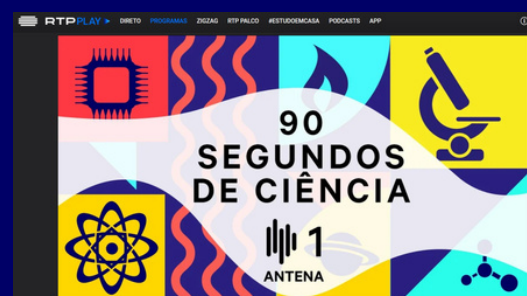 RTP PLAY DIRETO PROGRAMAS ZIGZAG RTP PALCO #ESTUDOEMCASA PODCASTS APP
90
SEGUNDOS
DE CIÊNCIA
1
ANTENA